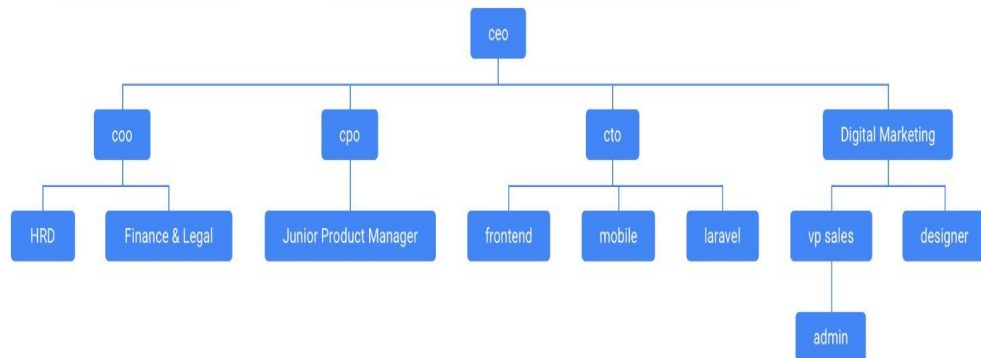 ceo
coo
cpo
cto
Digital Marketing
HRD
Finance & Legal
Junior Product Manager
frontend
mobile
laravel
vp sales
designer
admin